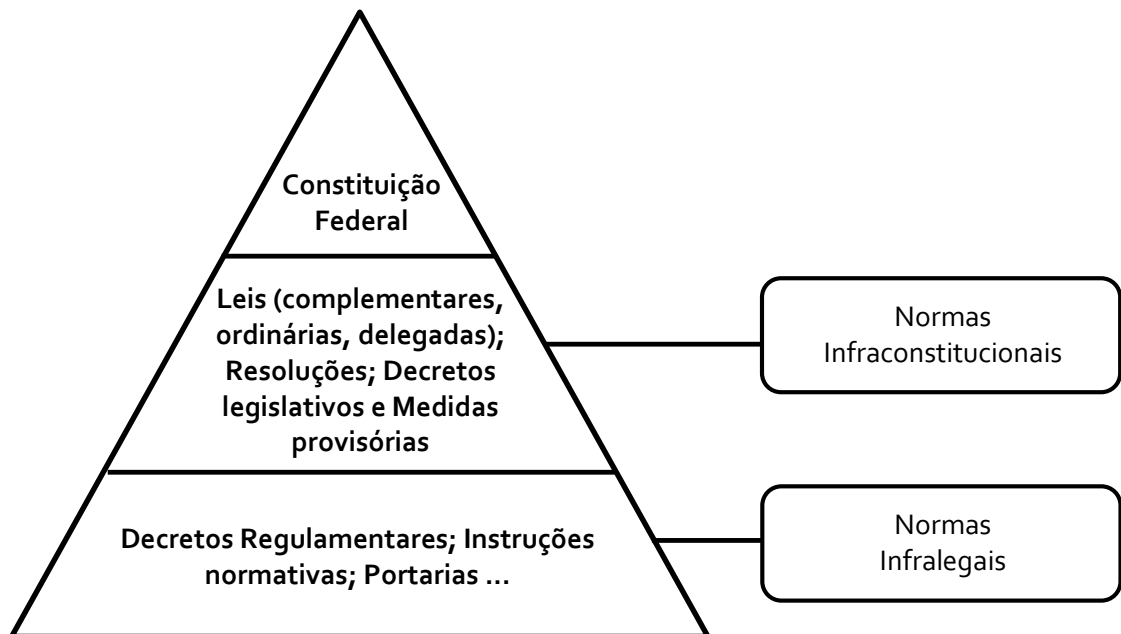 Constituição
Federal
Leis (complementares,
ordinárias, delegadas);
Resoluções; Decretos
legislativos e Medidas
provisórias
Normas
Infraconstitucionais
Decretos Regulamentares; Instruções
normativas; Portarias ...
Normas
Infralegais